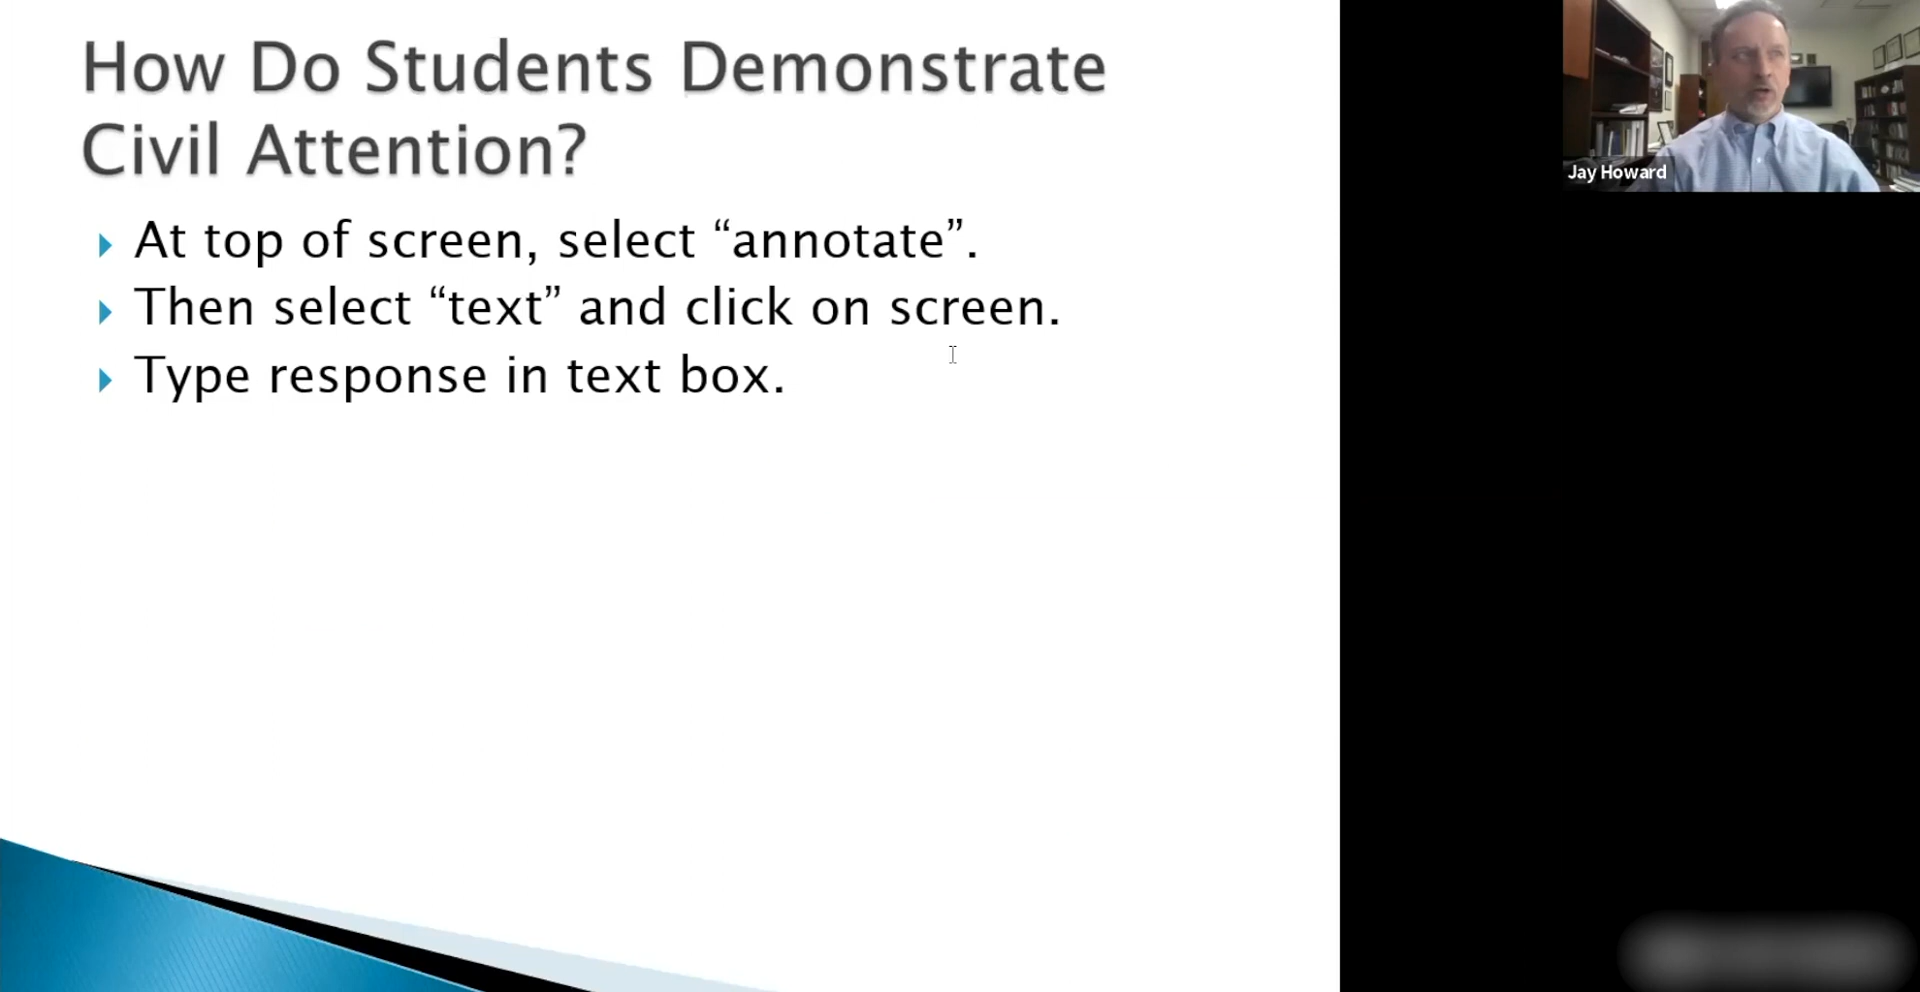 How Do Students Demonstrate
Civil Attention?
At top of screen, select “annotate”.
Then select “text” and click on screen.
Type response in text box.
Jay Howard